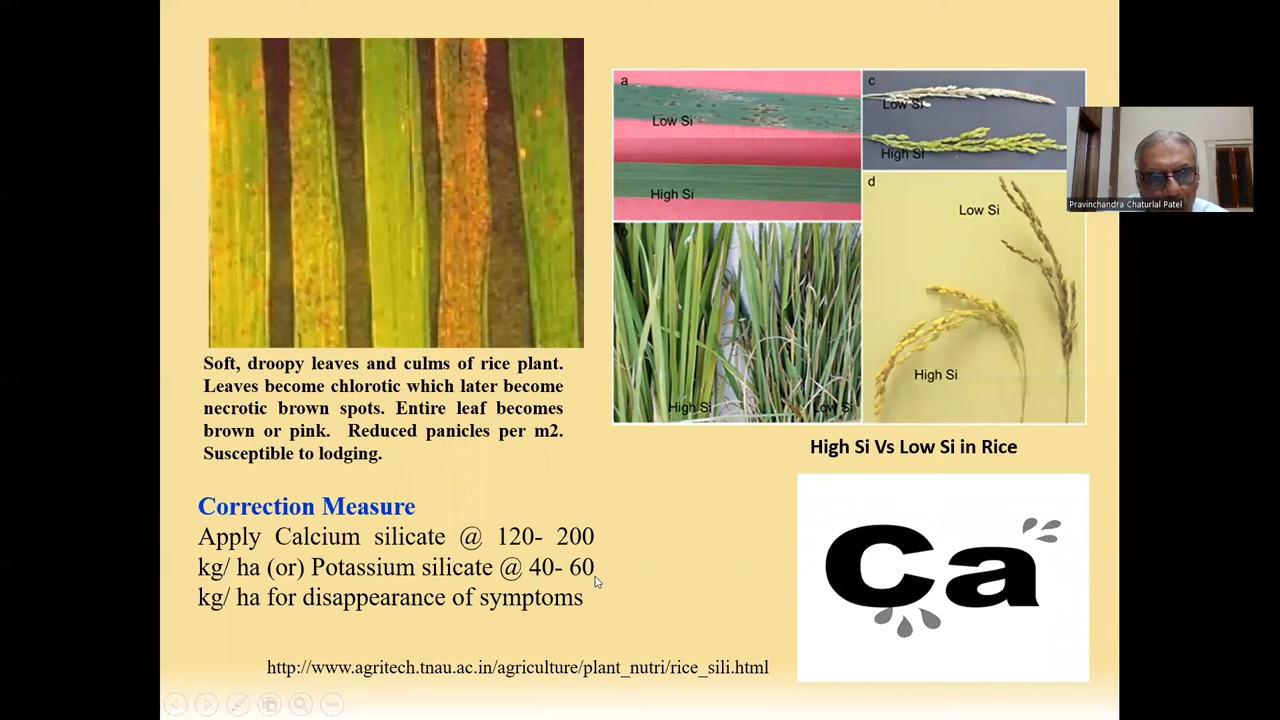 a
Low Si
High Si
b
High Si
Low Si
c
Low Si
High Si
d
Low Si
High Si
Pravinchandra Chaturlal Patel
Soft, droopy leaves and culms of rice plant.
Leaves become chlorotic which later become
necrotic brown spots. Entire leaf becomes
brown or pink. Reduced panicles per m2.
Susceptible to lodging.
High Si Vs Low Si in Rice
Correction Measure
Apply Calcium silicate @ 120- 200
kg/ ha (or) Potassium silicate @ 40- 60
kg/ ha for disappearance of symptoms
Ca
http://www.agritech.tnau.ac.in/agriculture/plant_nutri/rice_sili.html